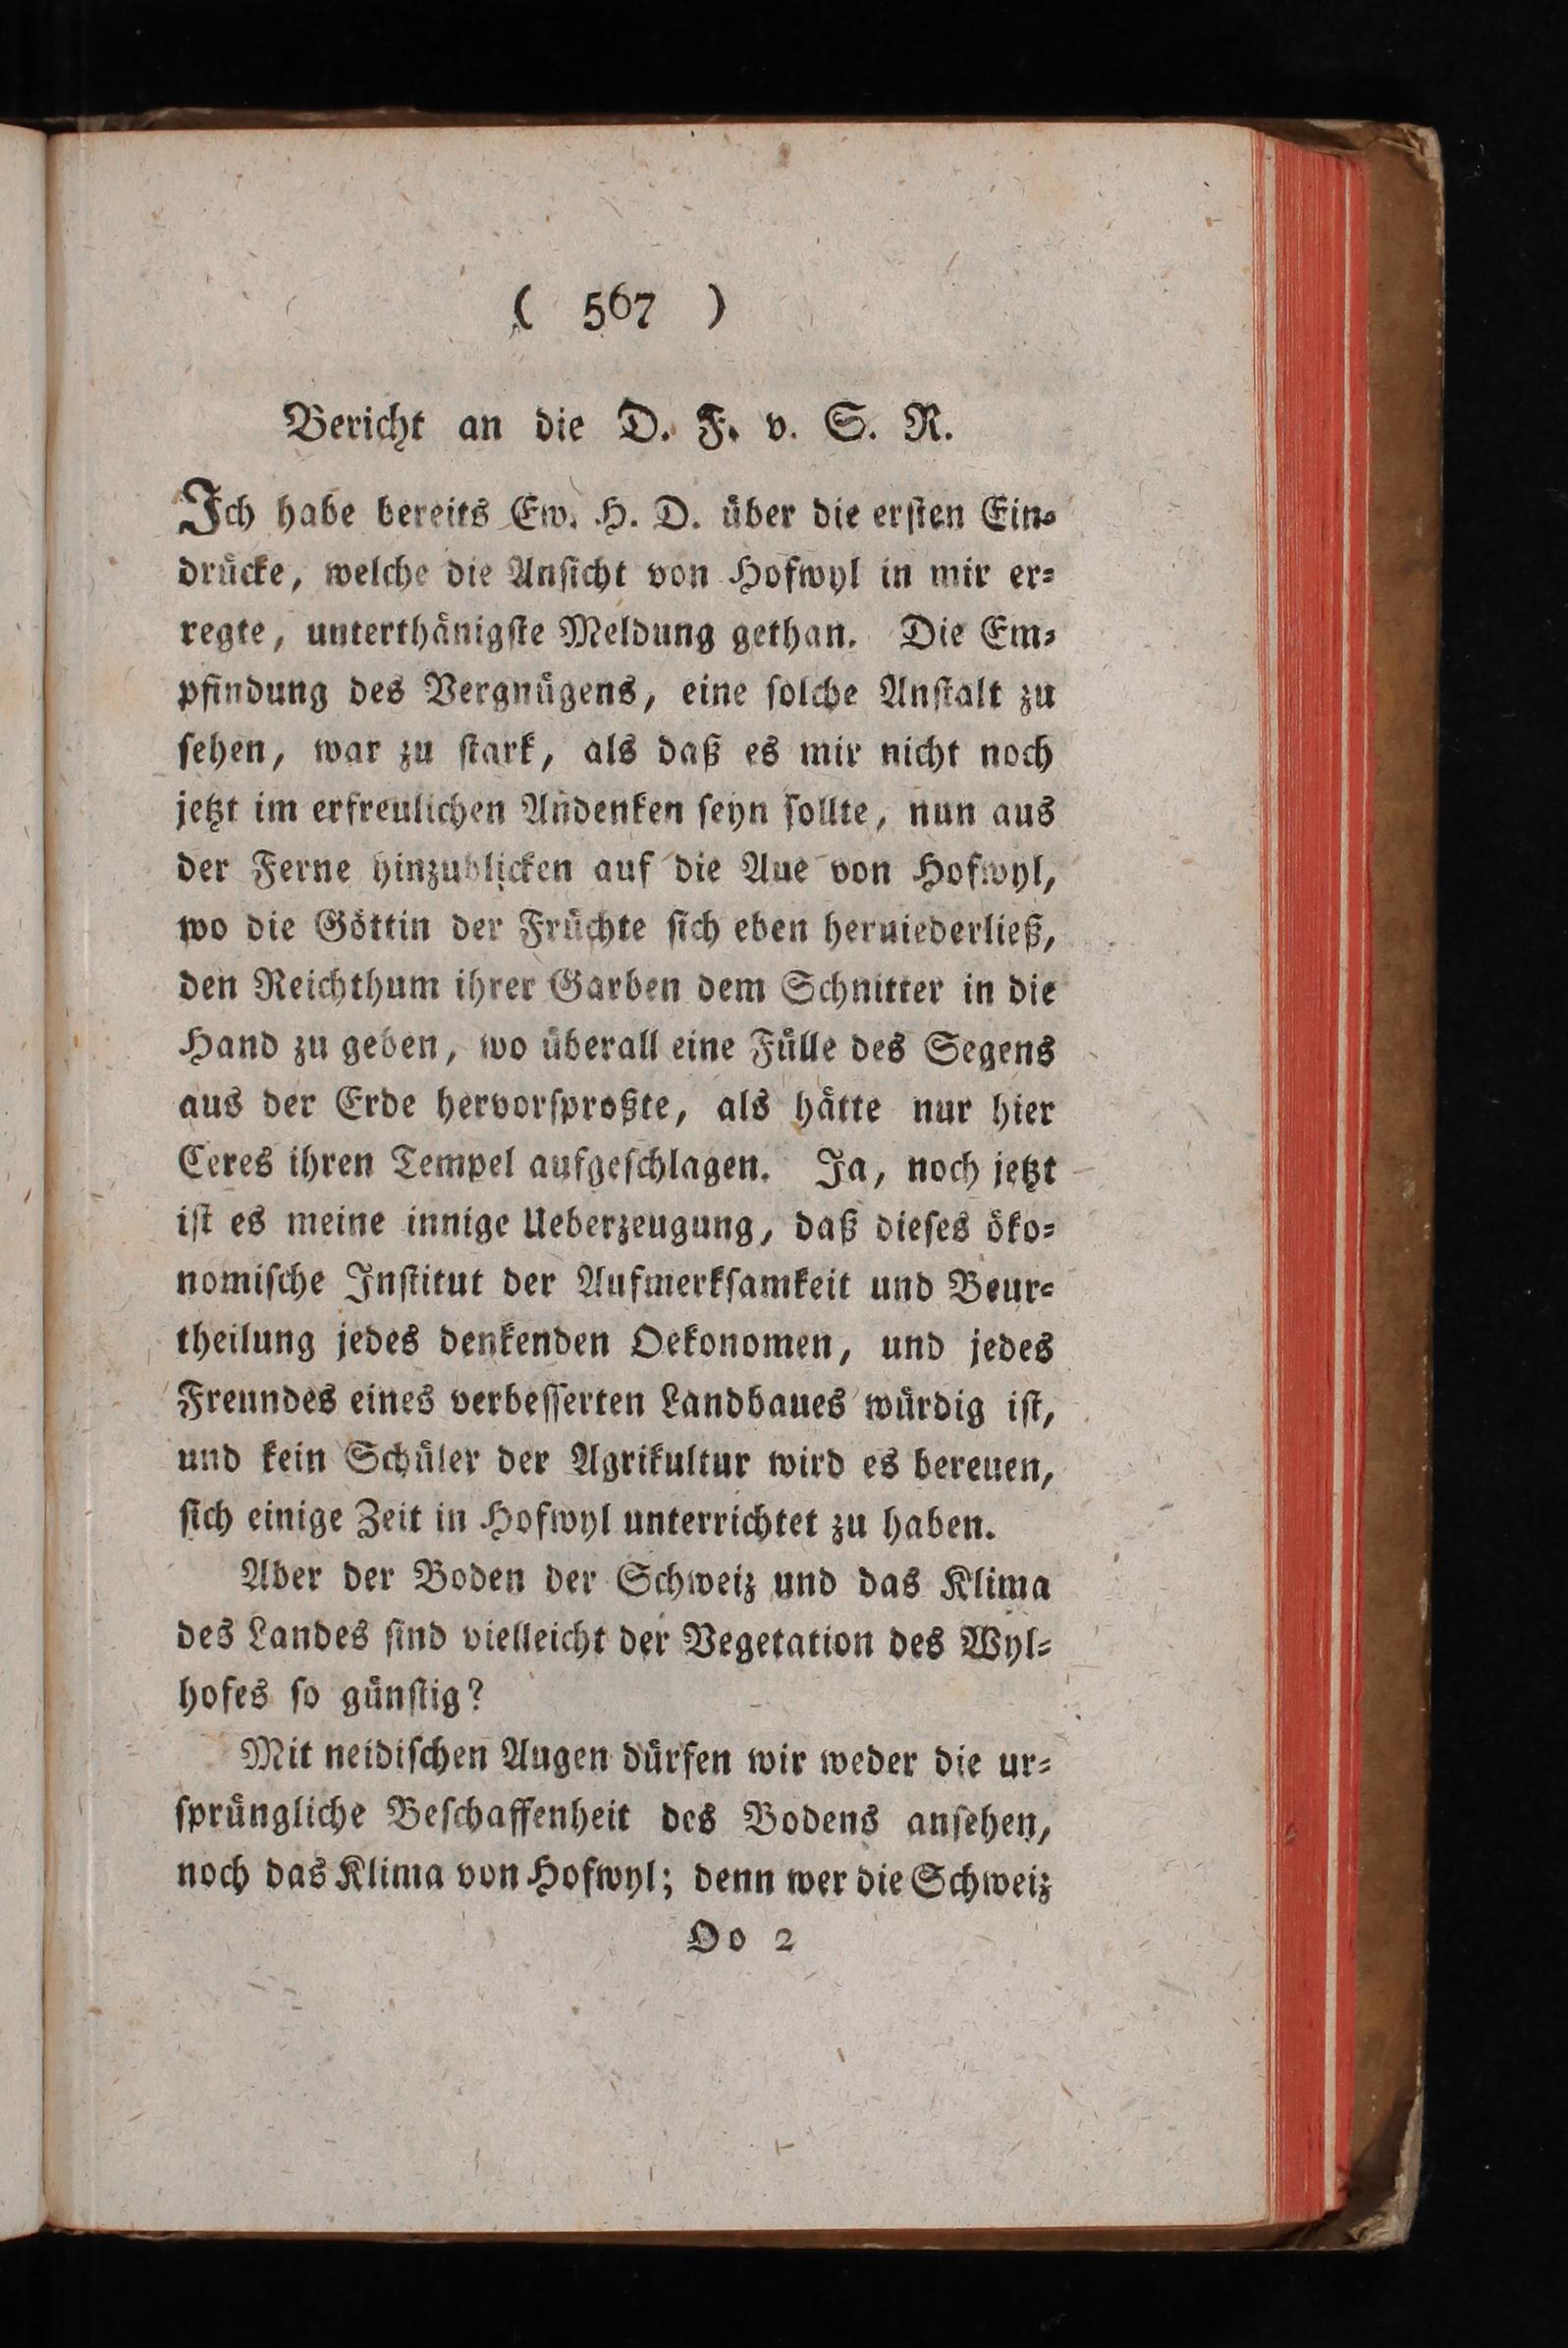 ( 567 )
Bericht an die D. F. v. S. R.
Ich habe bereits Ew. H. D. über die ersten Ein-
drücke, welche die Ansicht von Hofwyl in mir er-
regte, unterthänigste Meldung gethan. Die Em-
pfindung des Vergnügens, eine solche Anstalt zu
sehen, war zu stark, als daß es mir nicht noch
jetzt im erfreulichen Andenken seyn sollte, nun aus
der Ferne hinzublicken auf die Aue von Hofwyl,
wo die Göttin der Früchte sich eben herniederließ,
den Reichthum ihrer Garben dem Schnitter in die
Hand zu geben, wo überall eine Fülle des Segens
aus der Erde hervorsproßte, als hätte nur hier
Ceres ihren Tempel aufgeschlagen. Ja, noch jetzt
ist es meine innige Ueberzeugung, daß dieses öko-
nomische Institut der Aufmerksamkeit und Beur-
theilung jedes denkenden Oekonomen, und jedes
Freundes eines verbesserten Landbaues würdig ist,
und kein Schüler der Agrikultur wird es bereuen,
sich einige Zeit in Hofwyl unterrichtet zu haben.
Aber der Boden der Schweiz und das Klima
des Landes sind vielleicht der Vegetation des Wyl-
hofes so günstig?
Mit neidischen Augen dürfen wir weder die ur-
sprüngliche Beschaffenheit des Bodens ansehen,
noch das Klima von Hofwyl; denn wer die Schweiz
Oo 2